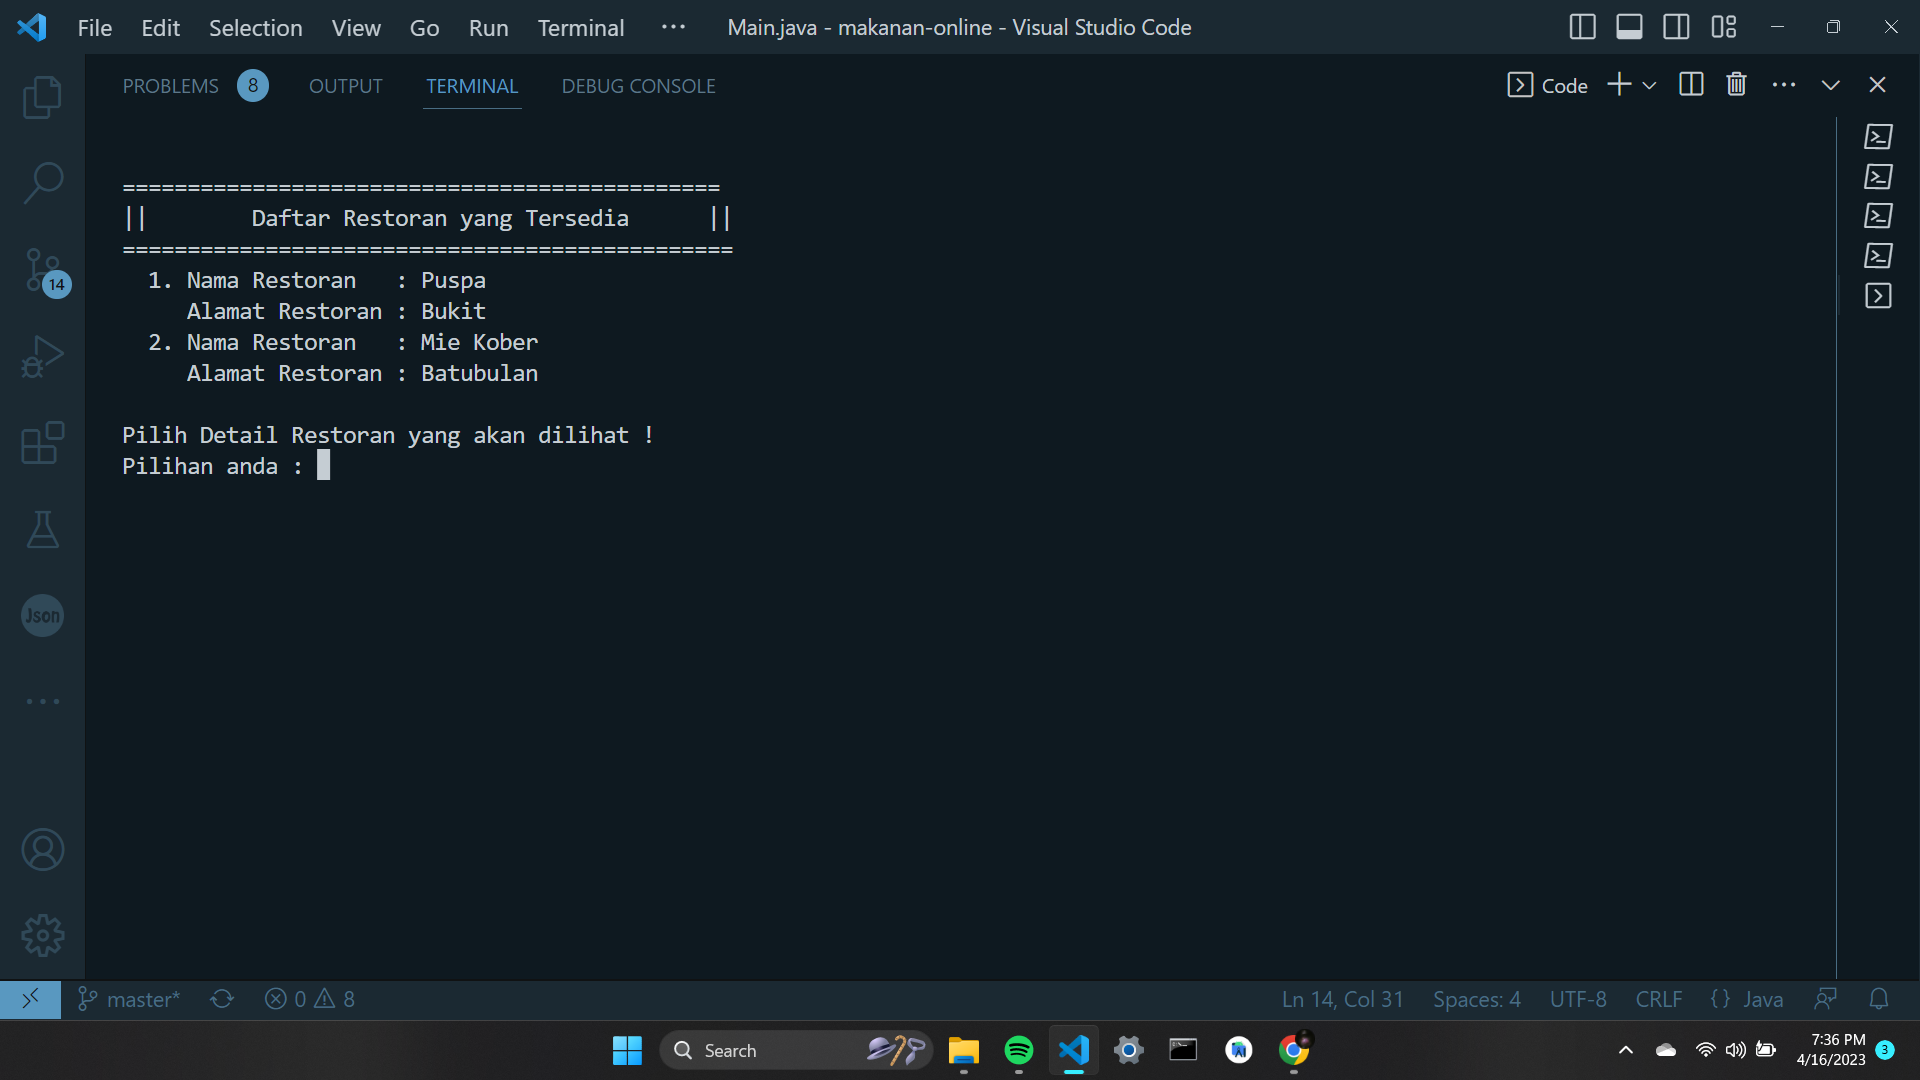 File Edit Selection View Go Run Terminal ··· Main.java - makanan-online - Visual Studio Code
PROBLEMS 8 OUTPUT TERMINAL DEBUG CONSOLE Code
==============================================
|| Daftar Restoran yang Tersedia ||
===============================================
1. Nama Restoran : Puspa
Alamat Restoran : Bukit
2. Nama Restoran : Mie Kober
Alamat Restoran : Batubulan
Pilih Detail Restoran yang akan dilihat !
Pilihan anda :
14
Json
master* 0 8 Ln 14, Col 31 Spaces: 4 UTF-8 CRLF {} Java
Search
7:36 PM
4/16/2023 3